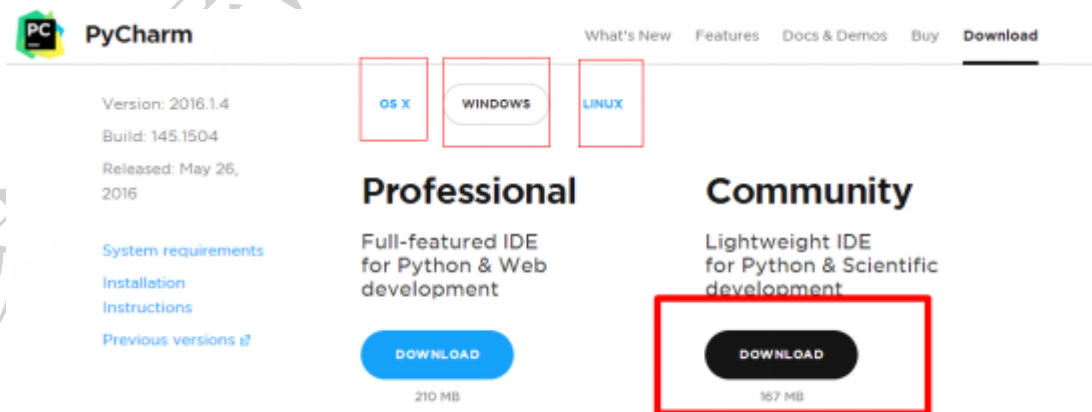 PC PyCharm What's New Features Docs & Demos Buy Download
Version: 2016.1.4
Build: 145.1504
Released: May 26,
2016
System requirements
Installation
Instructions
Previous versions
OS X WINDOWS LINUX
Professional
Full-featured IDE
for Python & Web
development
DOWNLOAD
210 MB
Community
Lightweight IDE
for Python & Scientific
development
DOWNLOAD
167 MB